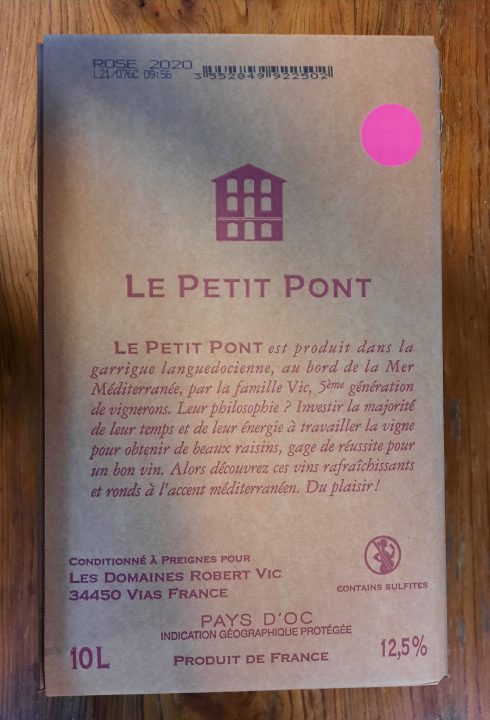 ROSE 2020
L21/076C 09:56
3 552849 922502
LE PETIT PONT
LE PETIT PONT est produit dans la
garrigue languedocienne, au bord de la Mer
Méditerranée, par la famille Vic, 5ème génération
de vignerons. Leur philosophie ? Investir la majorité
de leur temps et de leur énergie à travailler la vigne
pour obtenir de beaux raisins, gage de réussite pour
un bon vin. Alors découvrez ces vins rafraîchissants
et ronds à l'accent méditerranéen. Du plaisir !
CONDITIONNÉ À PREIGNES POUR
LES DOMAINES ROBERT VIC
34450 VIAS FRANCE
CONTAINS SULFITES
PAYS D'OC
INDICATION GÉOGRAPHIQUE PROTÉGÉE
10L PRODUIT DE FRANCE 12,5%